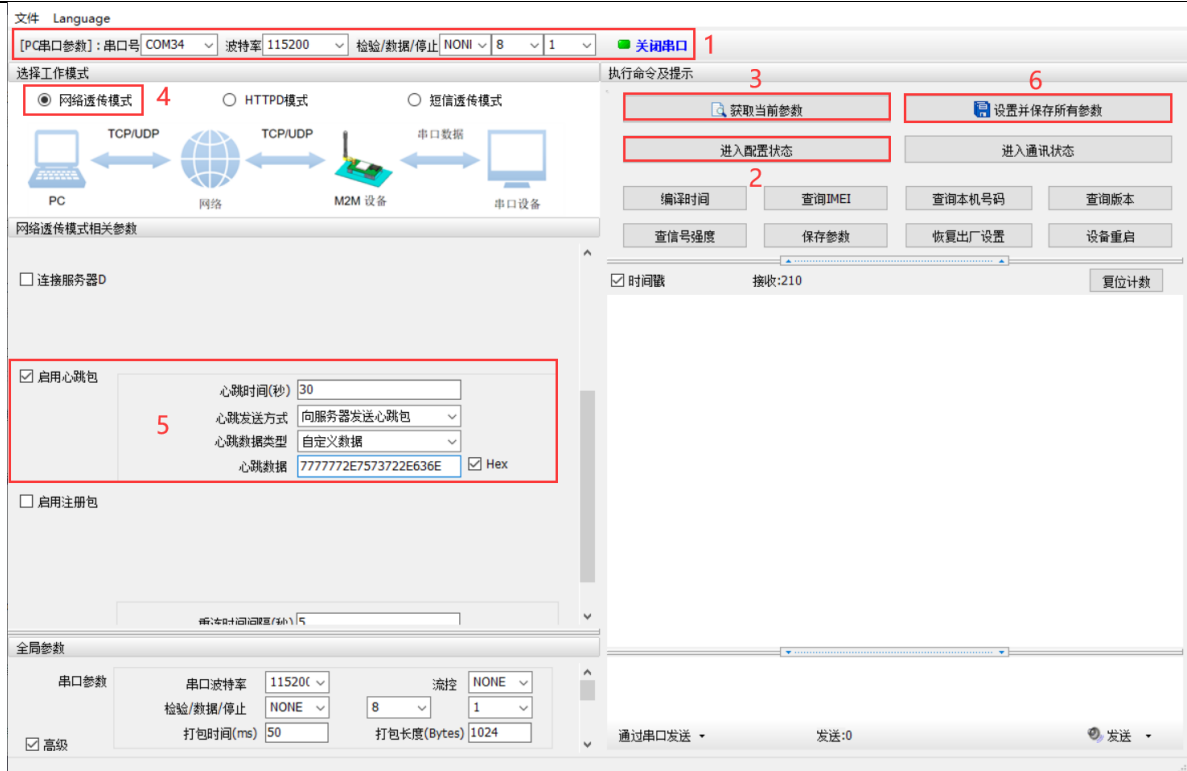 文件 Language
[PC串口参数]：串口号 COM34 波特率 115200 检验/数据/停止 NONI 8 1 关闭串口 1
选择工作模式
网络透传模式 4 HTTPD模式 短信透传模式
TCP/UDP TCP/UDP 串口数据
PC 网络 M2M 设备 串口设备
网络透传模式相关参数
连接服务器D
启用心跳包
心跳时间(秒) 30
心跳发送方式 向服务器发送心跳包
5 心跳数据类型 自定义数据
心跳数据 7777772E7573722E636E Hex
启用注册包
重连时间间隔(秒) 5
全局参数
串口参数 串口波特率 115200 流控 NONE
检验/数据/停止 NONE 8 1
打包时间(ms) 50 打包长度(Bytes) 1024
高级
执行命令及提示
3 6
获取当前参数 设置并保存所有参数
进入配置状态 进入通讯状态
2
编译时间 查询IMEI 查询本机号码 查询版本
查信号强度 保存参数 恢复出厂设置 设备重启
时间戳 接收:210 复位计数
通过串口发送 发送:0 发送